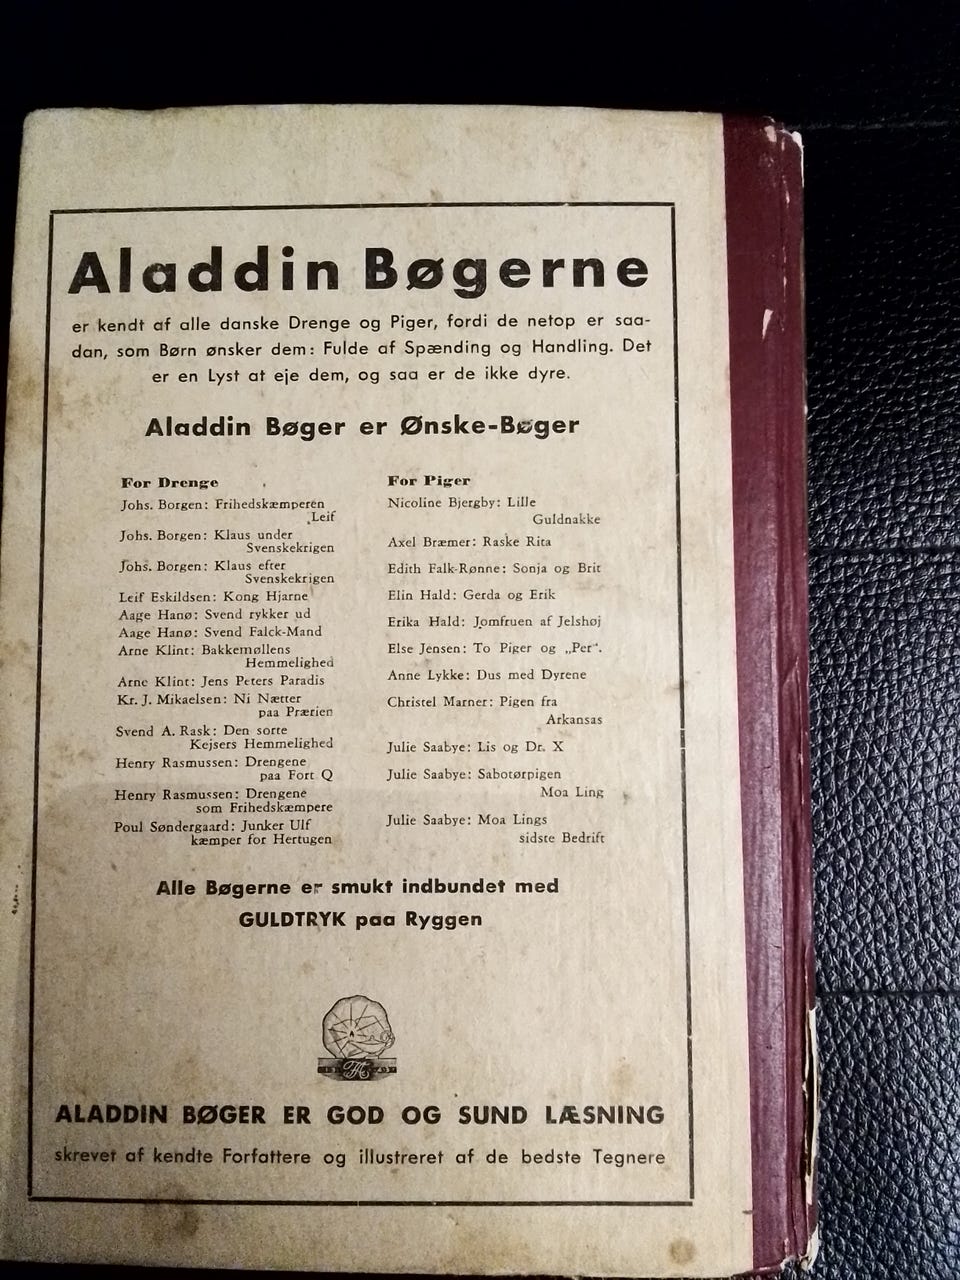 Aladdin Bøgerne
er kendt af alle danske Drenge og Piger, fordi de netop er saa-
dan, som Børn ønsker dem: Fulde af Spænding og Handling. Det
er en Lyst at eje dem, og saa er de ikke dyre.
Aladdin Bøger er Ønske-Bøger
For Drenge
Johs. Borgen: Frihedskæmperen
Leif
Johs. Borgen: Klaus under
Svenskekrigen
Johs. Borgen: Klaus efter
Svenskekrigen
Leif Eskildsen: Kong Hjarne
Aage Hanø: Svend rykker ud
Aage Hanø: Svend Falck-Mand
Arne Klint: Bakkemøllens
Hemmelighed
Arne Klint: Jens Peters Paradis
Kr. J. Mikaelsen: Ni Nætter
paa Prærien
Svend A. Rask: Den sorte
Kejsers Hemmelighed
Henry Rasmussen: Drengene
paa Fort Q
Henry Rasmussen: Drengene
som Frihedskæmpere
Poul Søndergaard: Junker Ulf
kæmper for Hertugen
For Piger
Nicoline Bjergby: Lille
Guldnakke
Axel Bræmer: Raske Rita
Edith Falk-Rønne: Sonja og Brit
Elin Hald: Gerda og Erik
Erika Hald: Jomfruen af Jelshøj
Else Jensen: To Piger og „Per“.
Anne Lykke: Dus med Dyrene
Christel Marner: Pigen fra
Arkansas
Julie Saabye: Lis og Dr. X
Julie Saabye: Sabotørpigen
Moa Ling
Julie Saabye: Moa Lings
sidste Bedrift
Alle Bøgerne er smukt indbundet med
GULDTRYK paa Ryggen
ALADDIN BØGER ER GOD OG SUND LÆSNING
skrevet af kendte Forfattere og illustreret af de bedste Tegnere